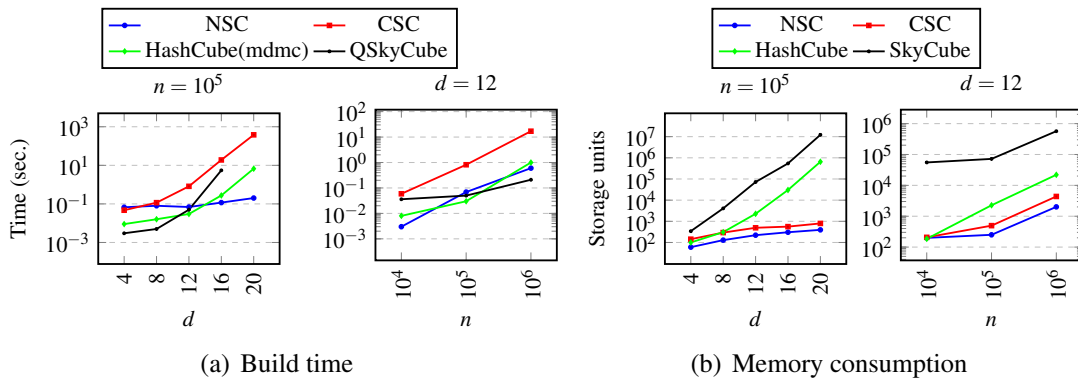 NSC CSC
HashCube(mdmc) QSkyCube
n = 10^5
d = 12
Time (sec.)
10^3
10^1
10^−1
10^−3
4 8 12 16 20
d
10^2
10^1
10^0
10^−1
10^−2
10^−3
10^4 10^5 10^6
n
(a) Build time
NSC CSC
HashCube SkyCube
n = 10^5
d = 12
Storage units
10^7
10^6
10^5
10^4
10^3
10^2
4 8 12 16 20
d
10^6
10^5
10^4
10^3
10^2
10^4 10^5 10^6
n
(b) Memory consumption